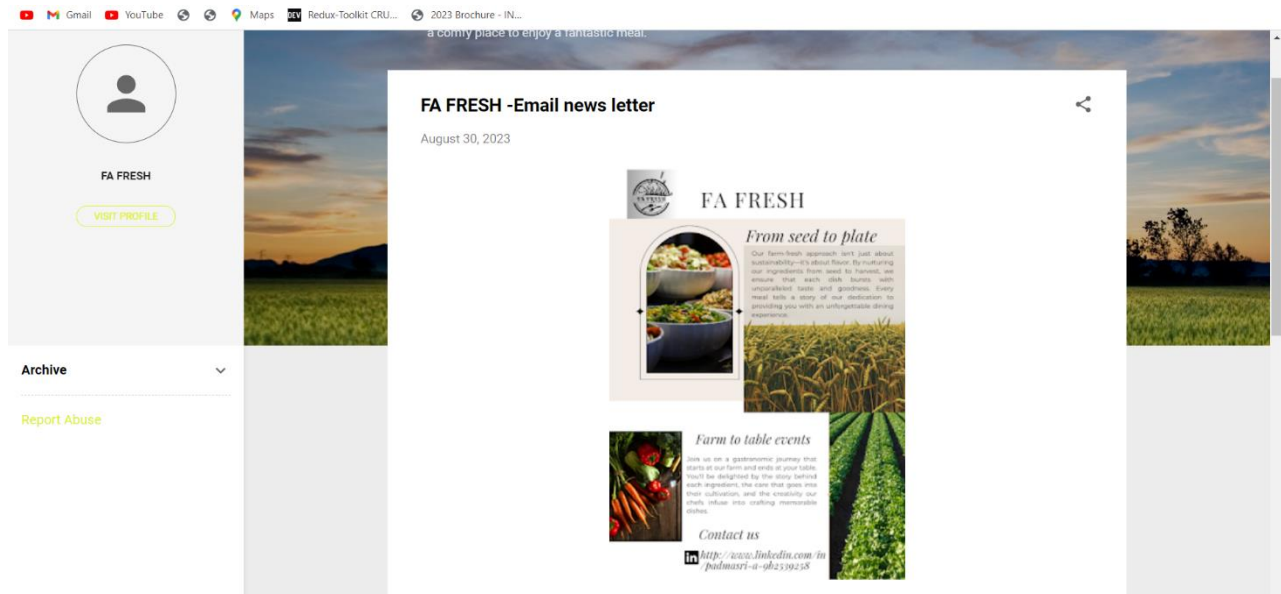 Gmail
YouTube
Maps
DEV
Redux-Toolkit CRU...
2023 Brochure - IN...
a comfy place to enjoy a fantastic meal.
FA FRESH
VISIT PROFILE
Archive
Report Abuse
FA FRESH -Email news letter
August 30, 2023
FA FRESH
FA FRESH
From seed to plate
Our farm-fresh approach isn't just about
sustainability—it's about flavor. By nurturing
our ingredients from seed to harvest, we
ensure that each dish bursts with
unparalleled taste and goodness. Every
meal tells a story of our dedication to
providing you with an unforgettable dining
experience.
Farm to table events
Join us on a gastronomic journey that
starts at our farm and ends at your table.
You'll be delighted by the story behind
each ingredient, the care that goes into
their cultivation, and the creativity our
chefs infuse into crafting memorable
dishes.
Contact us
in
http://www.linkedin.com/in
/padmasri-a-9b2539258